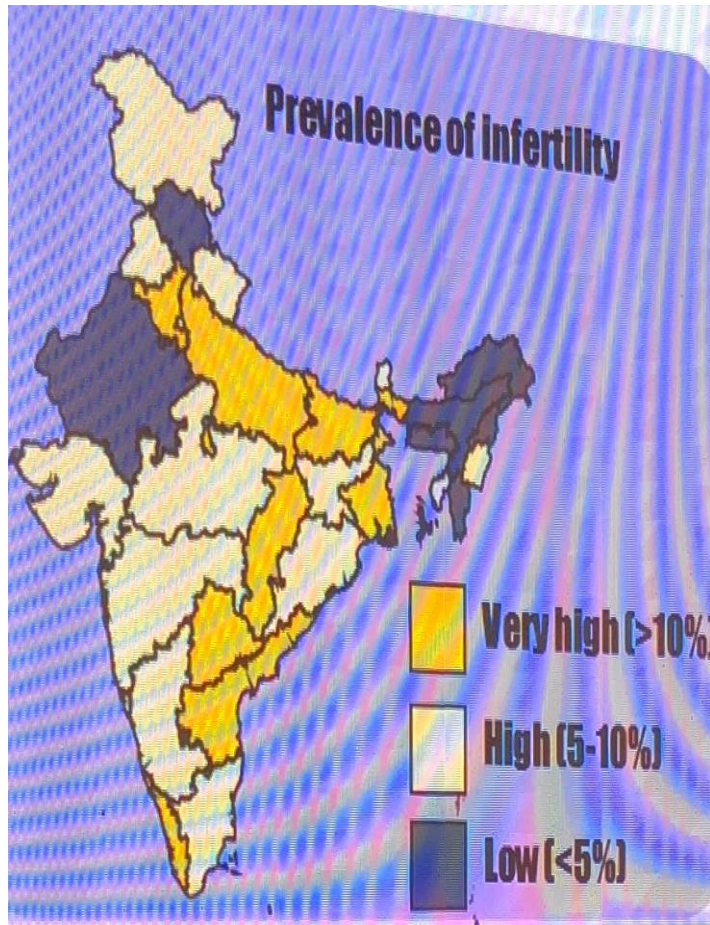 Prevalence of infertility
Very high (>10%
High (5-10%)
Low (<5%)